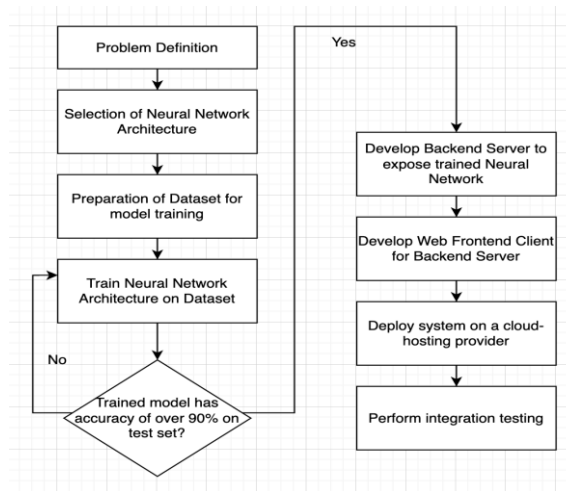 Problem Definition
Selection of Neural Network
Architecture
Preparation of Dataset for
model training
Train Neural Network
Architecture on Dataset
No
Trained model has
accuracy of over 90% on
test set?
Yes
Develop Backend Server to
expose trained Neural
Network
Develop Web Frontend Client
for Backend Server
Deploy system on a cloud-
hosting provider
Perform integration testing